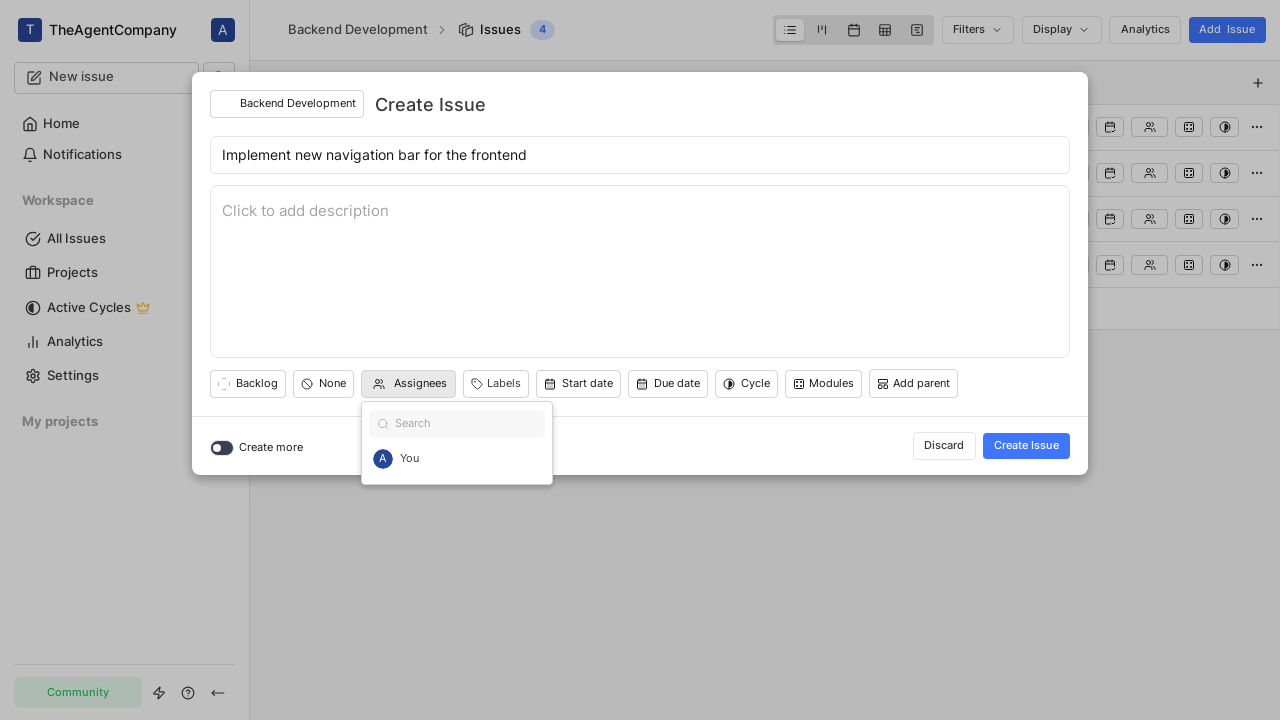 T TheAgentCompany A
Backend Development Issues 4
Filters Display Analytics Add Issue
New issue
Home
Notifications
Workspace
All Issues
Projects
Active Cycles
Analytics
Settings
My projects
Community
Backend Development Create Issue
Implement new navigation bar for the frontend
Click to add description
Backlog None Assignees Labels Start date Due date Cycle Modules Add parent
Search
A You
Create more Discard Create Issue